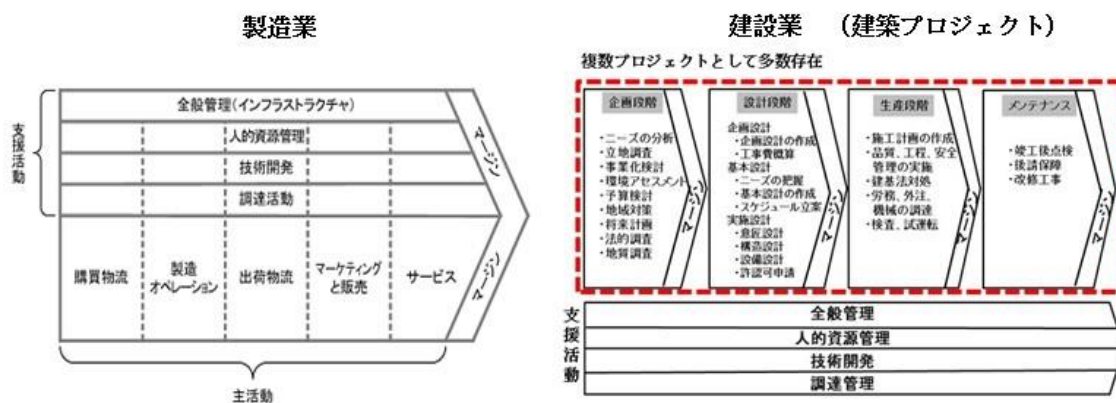 製造業
全般管理(インフラストラクチャ)
人的資源管理
技術開発
調達活動
支援活動
マージン
購買物流
製造
オペレーション
出荷物流
マーケティング
と販売
サービス
マージン
主活動
建設業 (建築プロジェクト)
複数プロジェクトとして多数存在
企画段階
・ニーズの分析
・立地調査
・事業化検討
・環境アセスメント
・予算検討
・地域対策
・将来計画
・法的調査
・地質調査
マージン
設計段階
企画設計
・企画設計の作成
・工事費概算
基本設計
・ニーズの把握
・基本設計の作成
・スケジュール立案
実施設計
・意匠設計
・構造設計
・設備設計
・許認可申請
マージン
生産段階
・施工計画の作成
・品質、工程、安全
管理の実施
・建基法対処
・労務、外注、
機械の調達
・検査、試運転
マージン
メンテナンス
・竣工後点検
・後請保障
・改修工事
支援活動
全般管理
人的資源管理
技術開発
調達管理